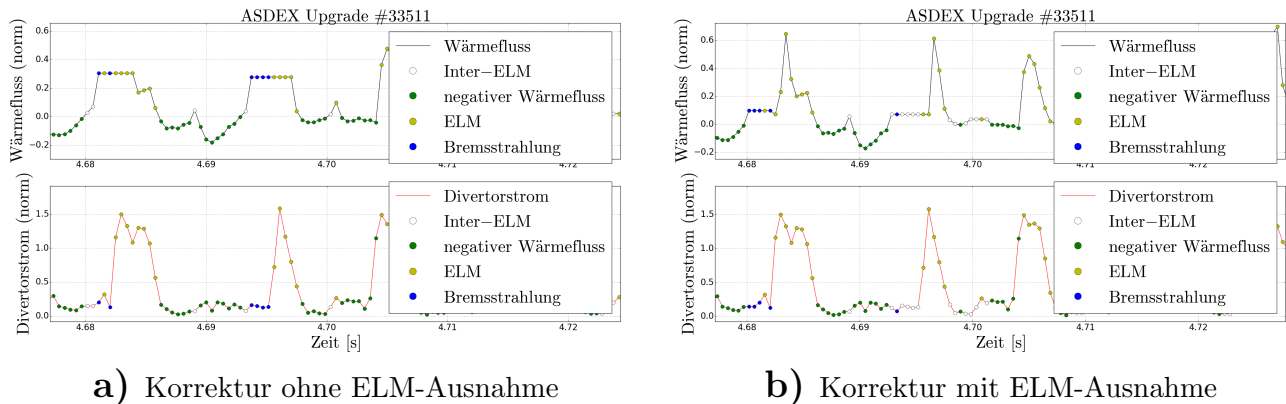 ASDEX Upgrade #33511
Wärmefluss (norm)
0.6
0.4
0.2
0.0
−0.2
4.68
4.69
4.70
4.71
4.72
Wärmefluss
Inter−ELM
negativer Wärmefluss
ELM
Bremsstrahlung
Divertorstrom (norm)
1.5
1.0
0.5
0.0
4.68
4.69
4.70
4.71
4.72
Zeit [s]
Divertorstrom
Inter−ELM
negativer Wärmefluss
ELM
Bremsstrahlung
a) Korrektur ohne ELM-Ausnahme
ASDEX Upgrade #33511
Wärmefluss (norm)
0.6
0.4
0.2
0.0
−0.2
4.68
4.69
4.70
4.71
4.72
Wärmefluss
Inter−ELM
negativer Wärmefluss
ELM
Bremsstrahlung
Divertorstrom (norm)
1.5
1.0
0.5
0.0
4.68
4.69
4.70
4.71
4.72
Zeit [s]
Divertorstrom
Inter−ELM
negativer Wärmefluss
ELM
Bremsstrahlung
b) Korrektur mit ELM-Ausnahme